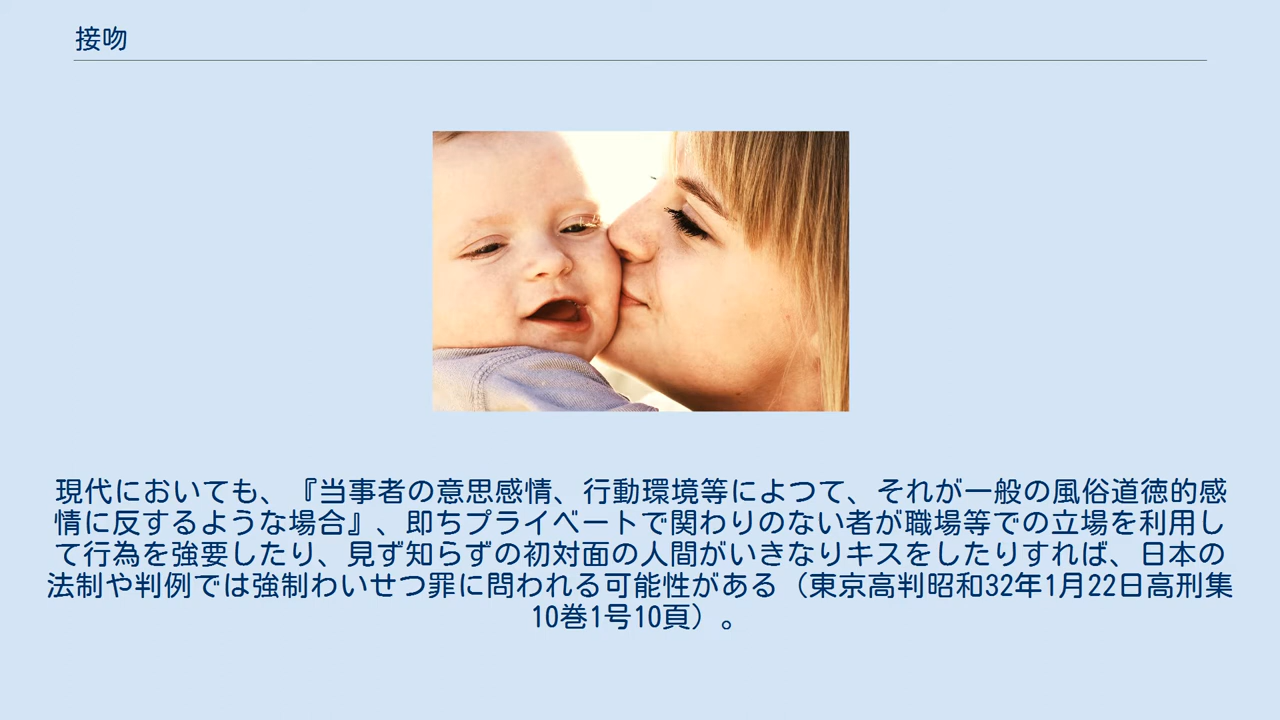 接吻
現代においても、『当事者の意思感情、行動環境等によつて、それが一般の風俗道徳的感
情に反するような場合』、即ちプライベートで関わりのない者が職場等での立場を利用し
て行為を強要したり、見ず知らずの初対面の人間がいきなりキスをしたりすれば、日本の
法制や判例では強制わいせつ罪に問われる可能性がある（東京高判昭和32年1月22日高刑集
10巻1号10頁）。